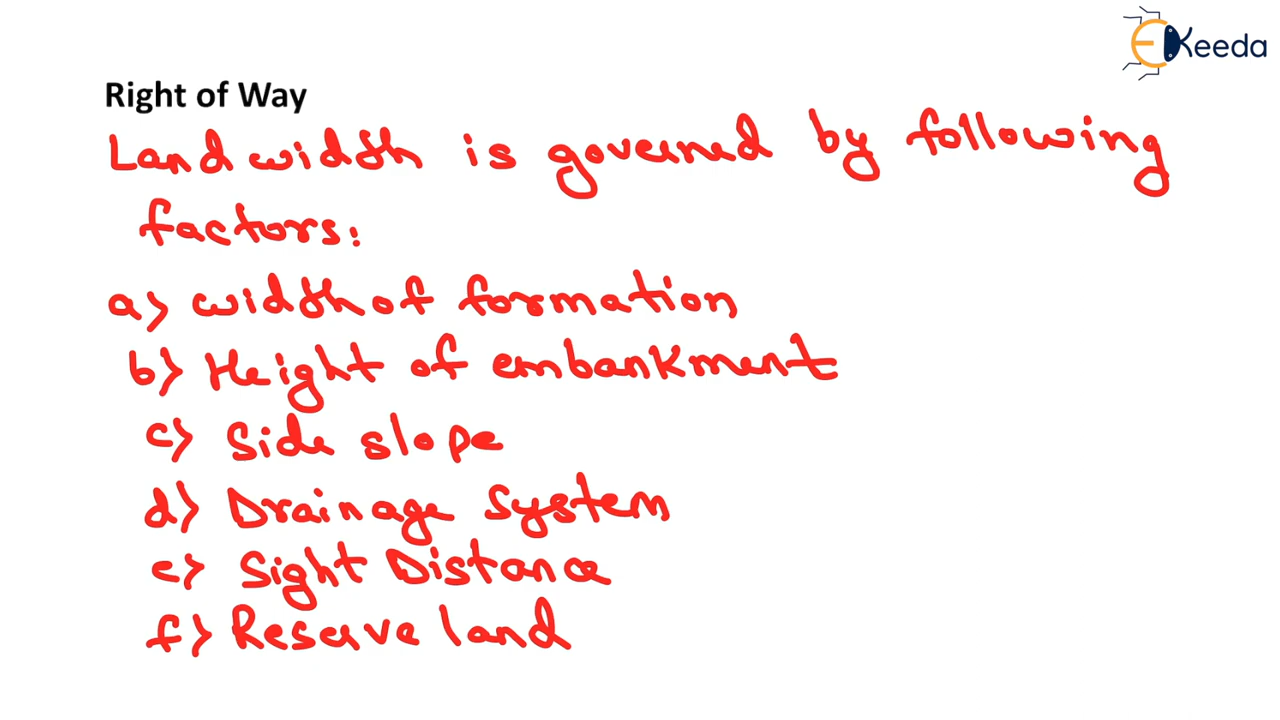 EKeeda
Right of Way
Land width is governed by following
factors:
a) width of formation
b) Height of embankment
c) Side slope
d) Drainage System
e) Sight Distance
f) Reserve land